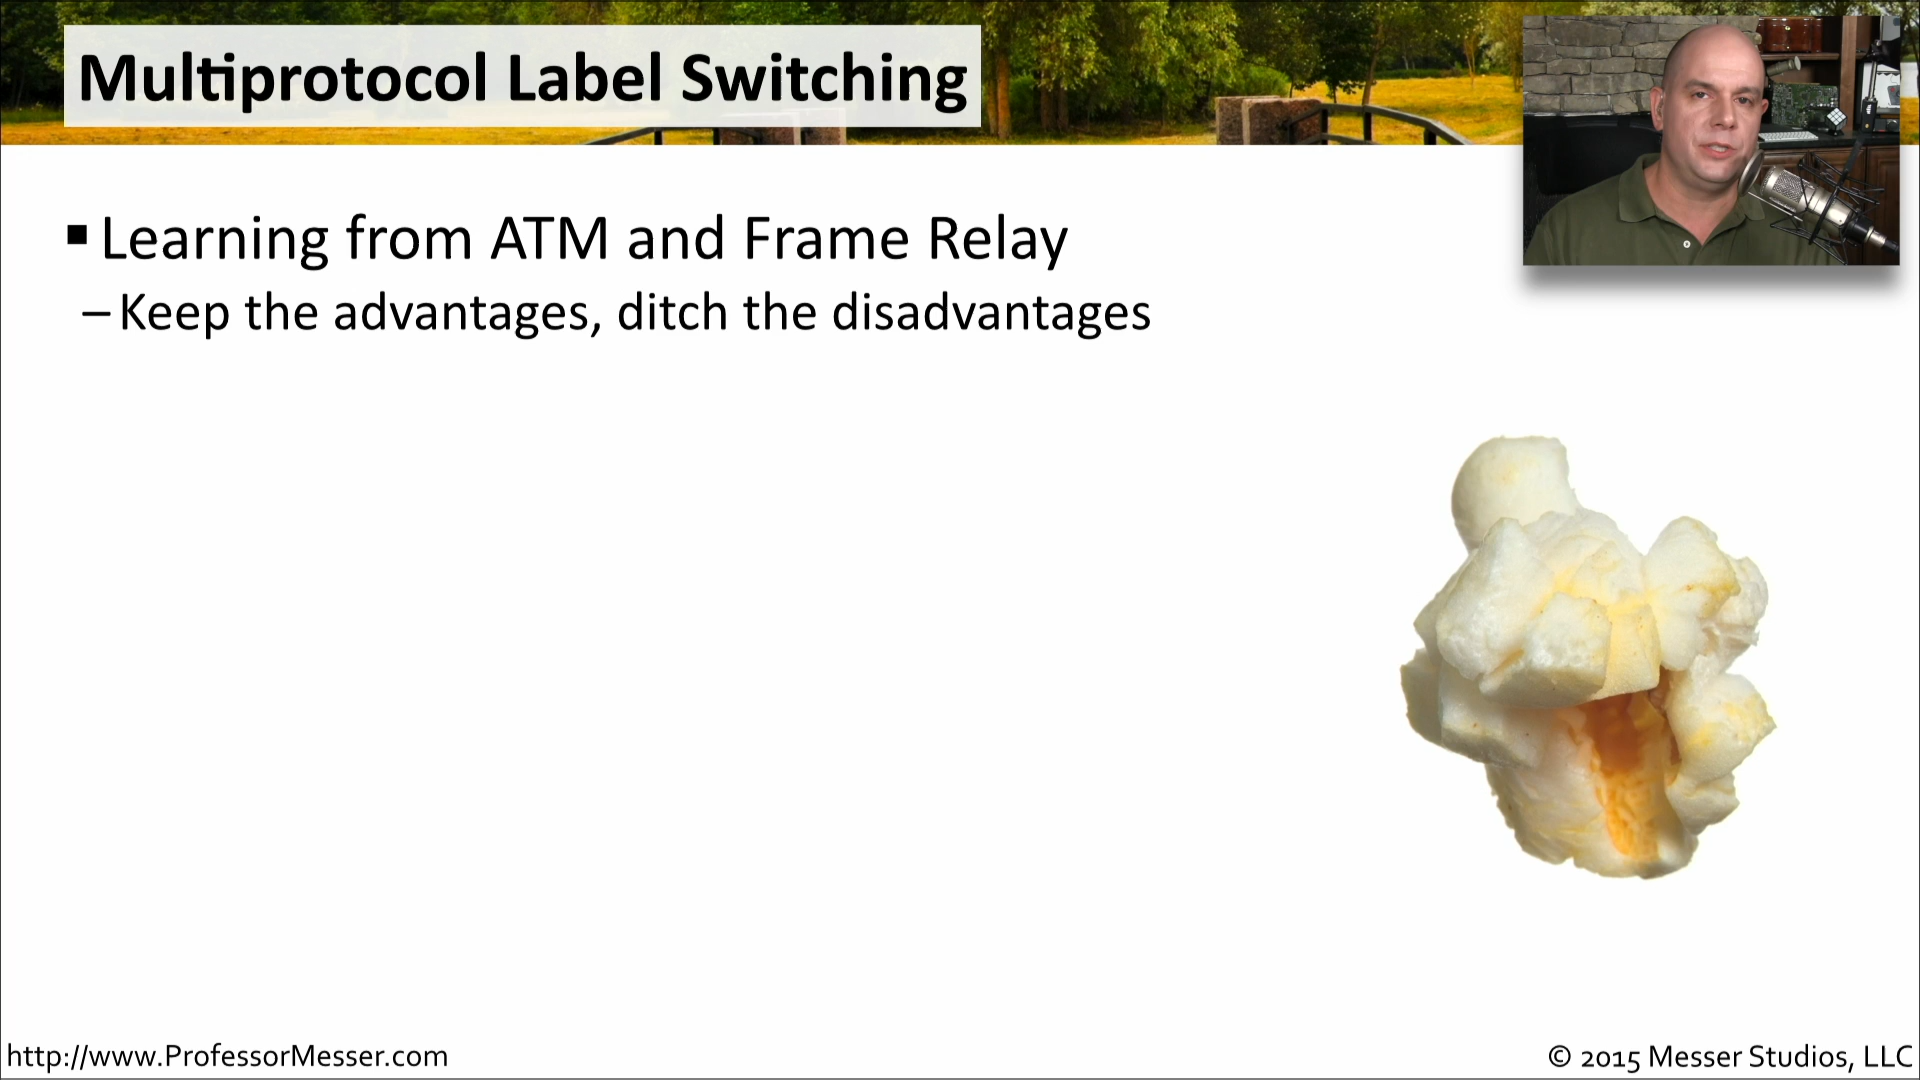 Multiprotocol Label Switching
▪ Learning from ATM and Frame Relay
– Keep the advantages, ditch the disadvantages
http://www.ProfessorMesser.com
© 2015 Messer Studios, LLC